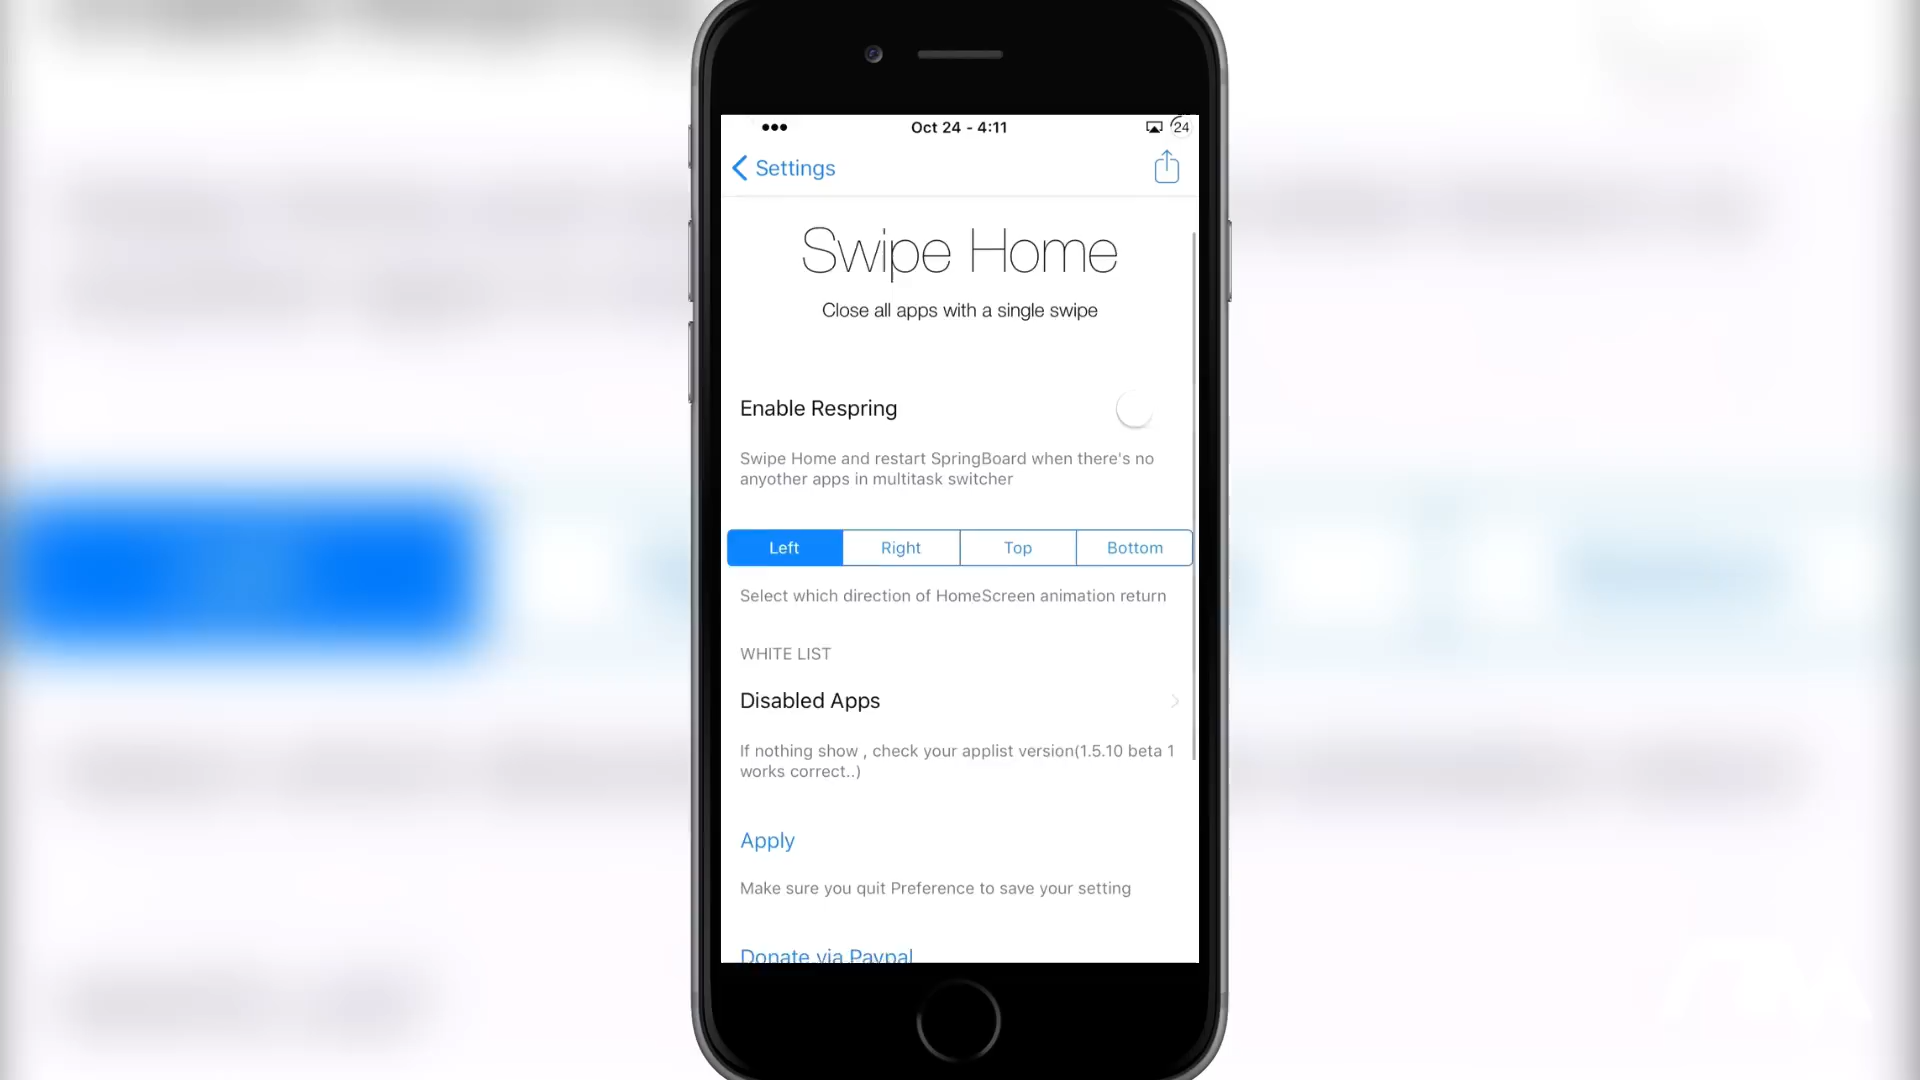 Oct 24 - 4:11
24
Settings
Swipe Home
Close all apps with a single swipe
Enable Respring
Swipe Home and restart SpringBoard when there's no
anyother apps in multitask switcher
Left Right Top Bottom
Select which direction of HomeScreen animation return
WHITE LIST
Disabled Apps
If nothing show , check your applist version(1.5.10 beta 1
works correct..)
Apply
Make sure you quit Preference to save your setting
Donate via Paypal